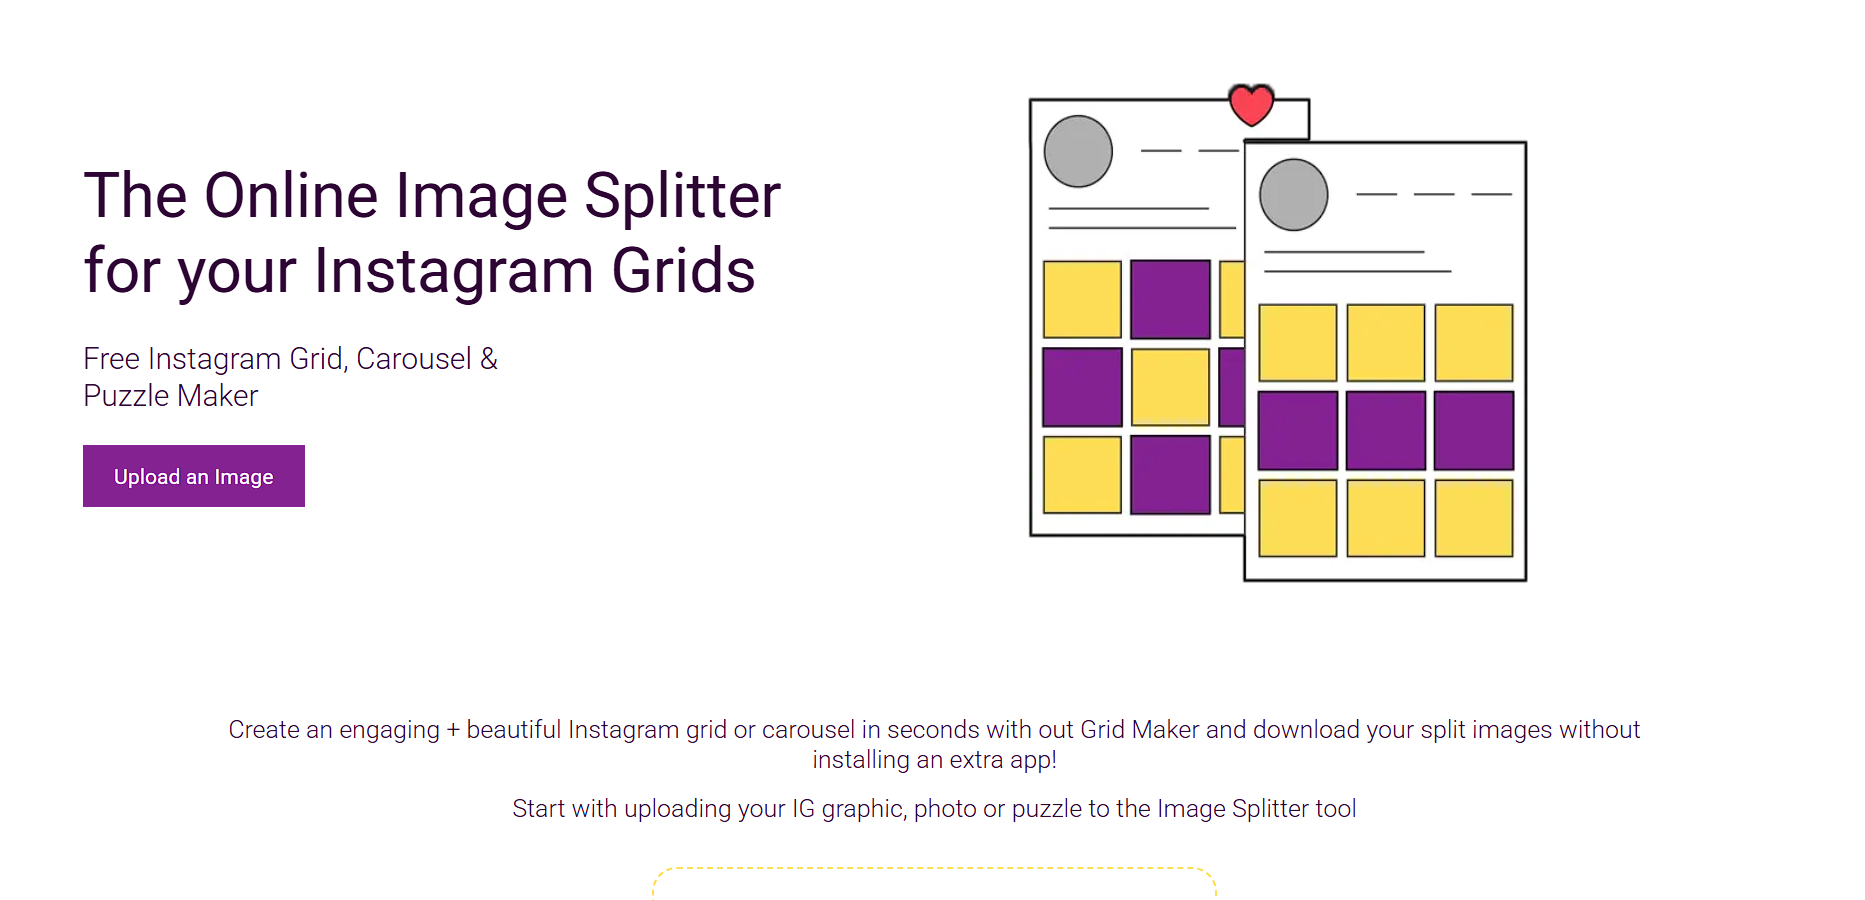 The Online Image Splitter
for your Instagram Grids
Free Instagram Grid, Carousel &
Puzzle Maker
Upload an Image
Create an engaging + beautiful Instagram grid or carousel in seconds with out Grid Maker and download your split images without
installing an extra app!
Start with uploading your IG graphic, photo or puzzle to the Image Splitter tool